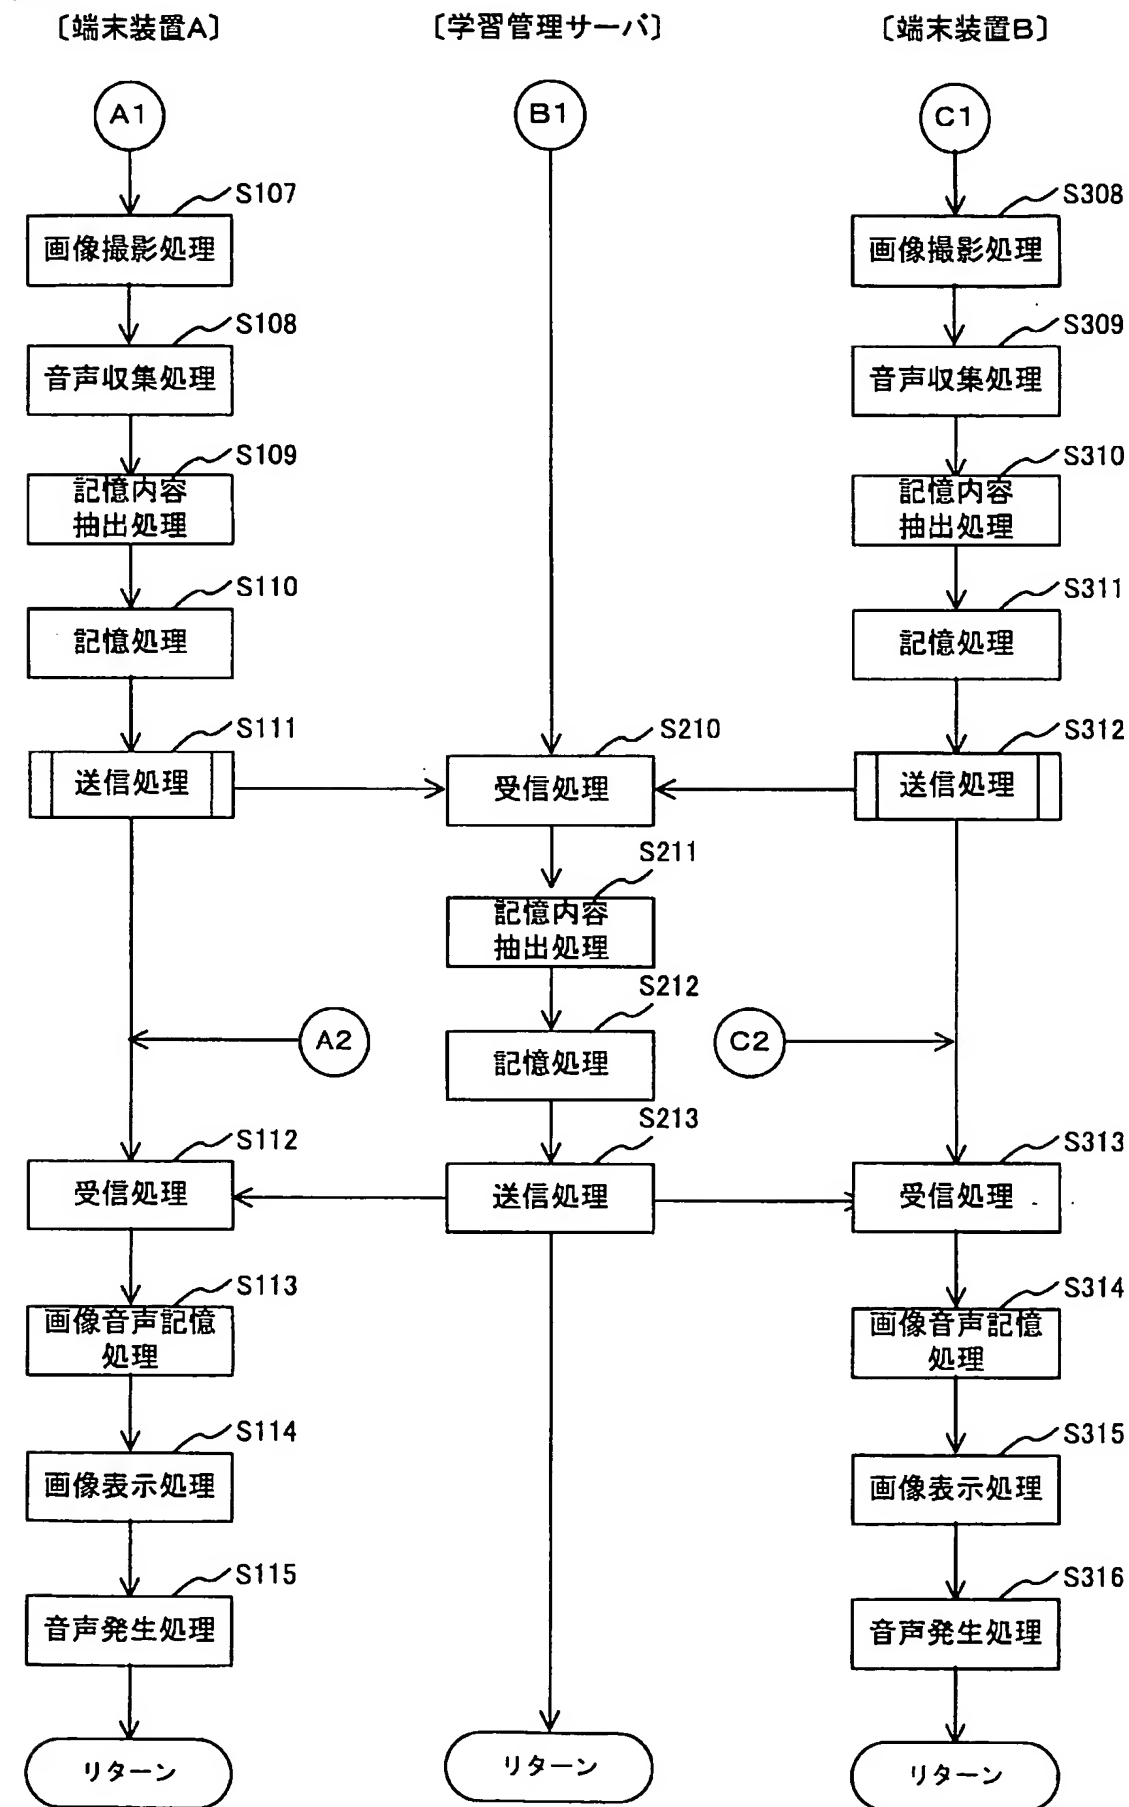 〔端末装置A〕
〔学習管理サーバ〕
〔端末装置B〕
A1
B1
C1
S107
画像撮影処理
S308
画像撮影処理
S108
音声収集処理
S309
音声収集処理
S109
記憶内容
抽出処理
S310
記憶内容
抽出処理
S110
記憶処理
S311
記憶処理
S111
送信処理
S210
受信処理
S312
送信処理
S211
記憶内容
抽出処理
S212
記憶処理
A2
C2
S112
受信処理
S213
送信処理
S313
受信処理
S113
画像音声記憶
処理
S314
画像音声記憶
処理
S114
画像表示処理
S315
画像表示処理
S115
音声発生処理
S316
音声発生処理
リターン
リターン
リターン